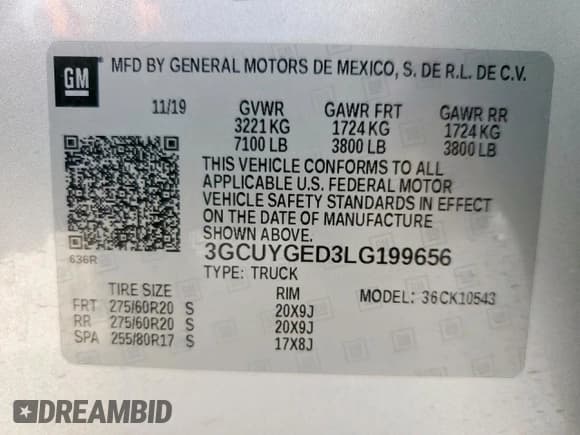 GM
MFD BY GENERAL MOTORS DE MEXICO, S. DE R.L. DE C.V.
11/19 GVWR GAWR FRT GAWR RR
3221 KG 1724 KG 1724 KG
7100 LB 3800 LB 3800 LB
THIS VEHICLE CONFORMS TO ALL
APPLICABLE U.S. FEDERAL MOTOR
VEHICLE SAFETY STANDARDS IN EFFECT
ON THE DATE OF MANUFACTURE
SHOWN ABOVE.
636R
3GCUYGED3LG199656
TYPE: TRUCK
TIRE SIZE RIM MODEL: 36CK10543
FRT 275/60R20 S 20X9J
RR 275/60R20 S 20X9J
SPA 255/80R17 S 17X8J
DREAMBID